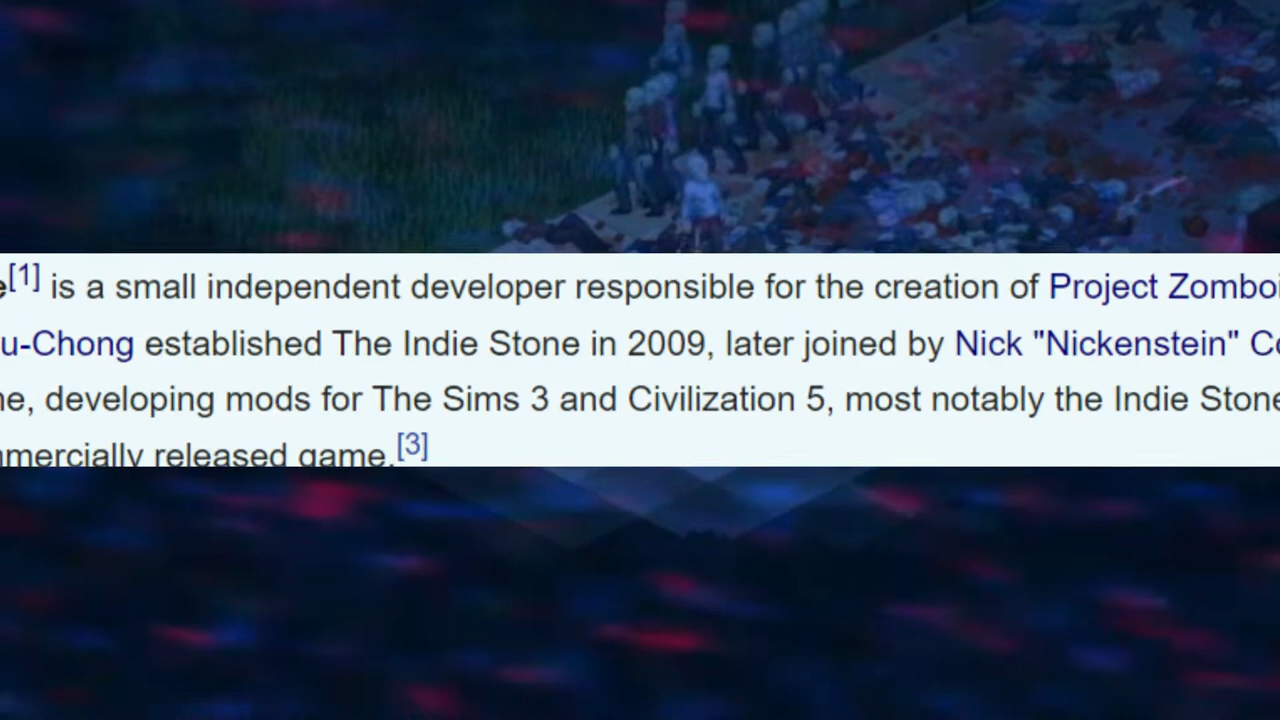 e[1] is a small independent developer responsible for the creation of Project Zomboi
u-Chong established The Indie Stone in 2009, later joined by Nick "Nickenstein" Co
ne, developing mods for The Sims 3 and Civilization 5, most notably the Indie Stone
mmercially released game.[3]